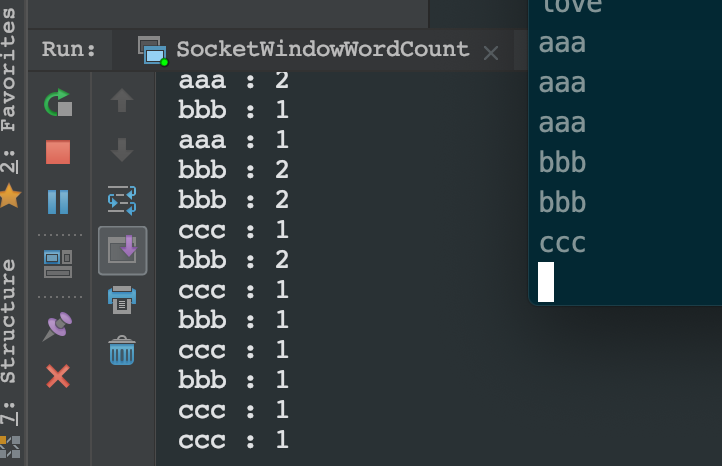 Run:
SocketWindowWordCount
2: Favorites
7: Structure
aaa : 2
bbb : 1
aaa : 1
bbb : 2
bbb : 2
ccc : 1
bbb : 2
ccc : 1
bbb : 1
ccc : 1
bbb : 1
ccc : 1
ccc : 1
love
aaa
aaa
aaa
bbb
bbb
ccc